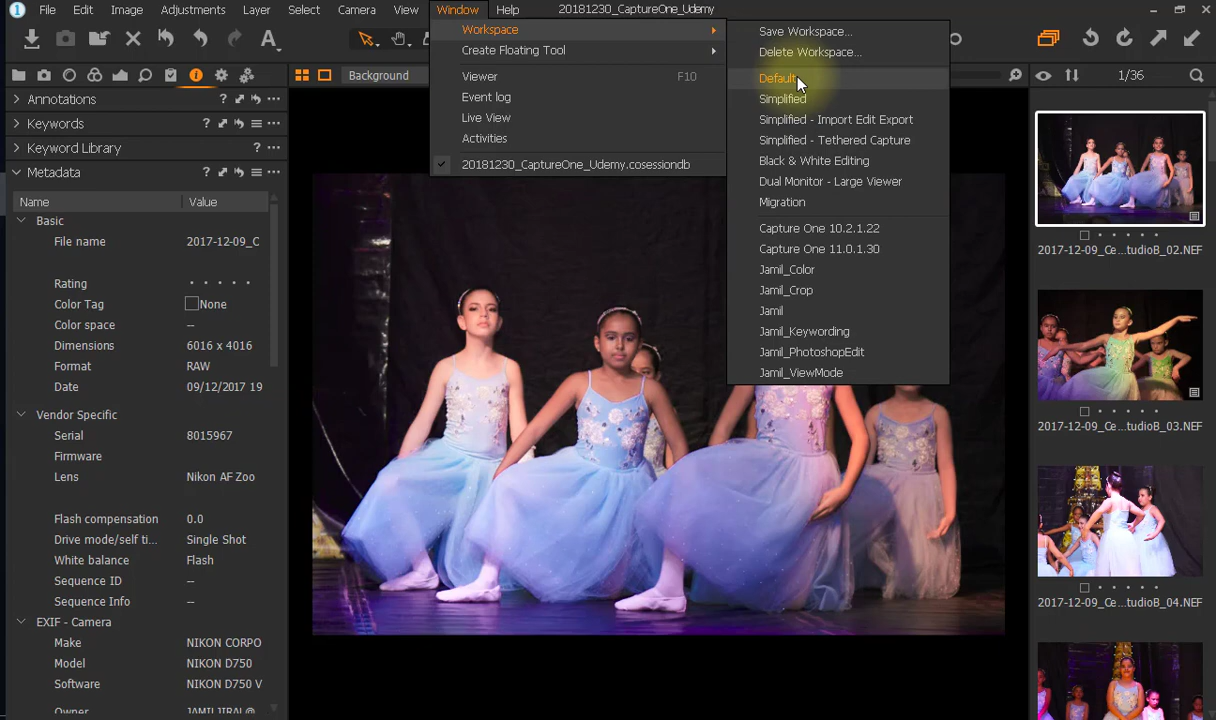 File Edit Image Adjustments Layer Select Camera View Window Help 20181230_CaptureOne_Udemy
Workspace
Create Floating Tool
Viewer F10
Event log
Live View
Activities
20181230_CaptureOne_Udemy.cosessiondb
Save Workspace...
Delete Workspace...
Default
Simplified
Simplified - Import Edit Export
Simplified - Tethered Capture
Black & White Editing
Dual Monitor - Large Viewer
Migration
Capture One 10.2.1.22
Capture One 11.0.1.30
Jamil_Color
Jamil_Crop
Jamil
Jamil_Keywording
Jamil_PhotoshopEdit
Jamil_ViewMode
Background
1/36
Annotations
Keywords
Keyword Library
Metadata
Name Value
Basic
File name 2017-12-09_C
Rating
Color Tag None
Color space --
Dimensions 6016 x 4016
Format RAW
Date 09/12/2017 19
Vendor Specific
Serial 8015967
Firmware
Lens Nikon AF Zoo
Flash compensation 0.0
Drive mode/self ti... Single Shot
White balance Flash
Sequence ID --
Sequence Info --
EXIF - Camera
Make NIKON CORPO
Model NIKON D750
Software NIKON D750 V
Owner JAMILJIRAL@
2017-12-09_Ce...tudioB_02.NEF
2017-12-09_Ce...tudioB_03.NEF
2017-12-09_Ce...tudioB_04.NEF